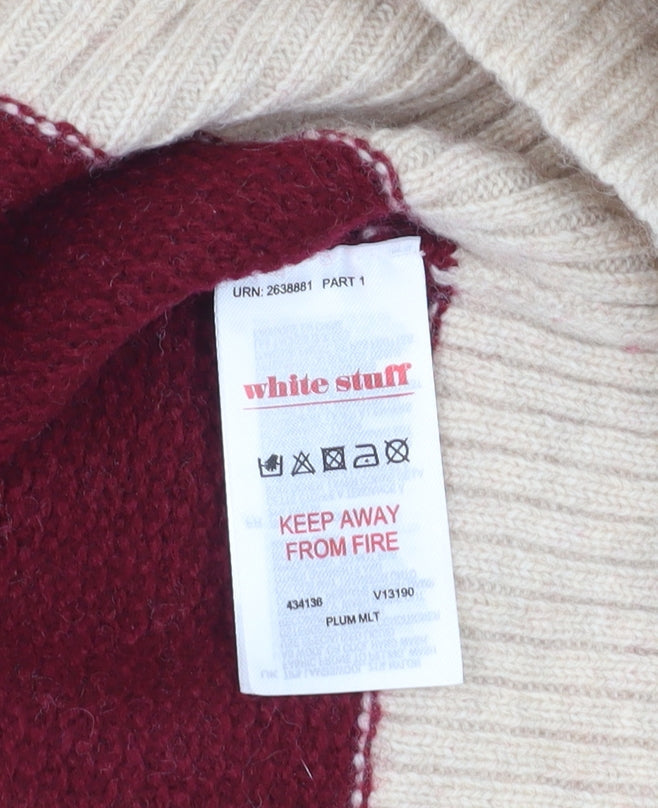 URN: 2638881 PART 1
white stuff
KEEP AWAY
FROM FIRE
434136 V13190
PLUM MLT